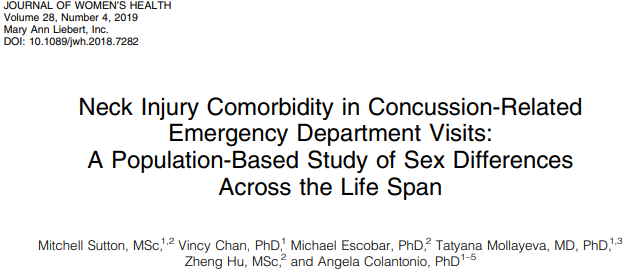 JOURNAL OF WOMEN'S HEALTH
Volume 28, Number 4, 2019
Mary Ann Liebert, Inc.
DOI: 10.1089/jwh.2018.7282
Neck Injury Comorbidity in Concussion-Related
Emergency Department Visits:
A Population-Based Study of Sex Differences
Across the Life Span
Mitchell Sutton, MSc,1,2 Vincy Chan, PhD,1 Michael Escobar, PhD,2 Tatyana Mollayeva, MD, PhD,1,3
Zheng Hu, MSc,2 and Angela Colantonio, PhD1–5